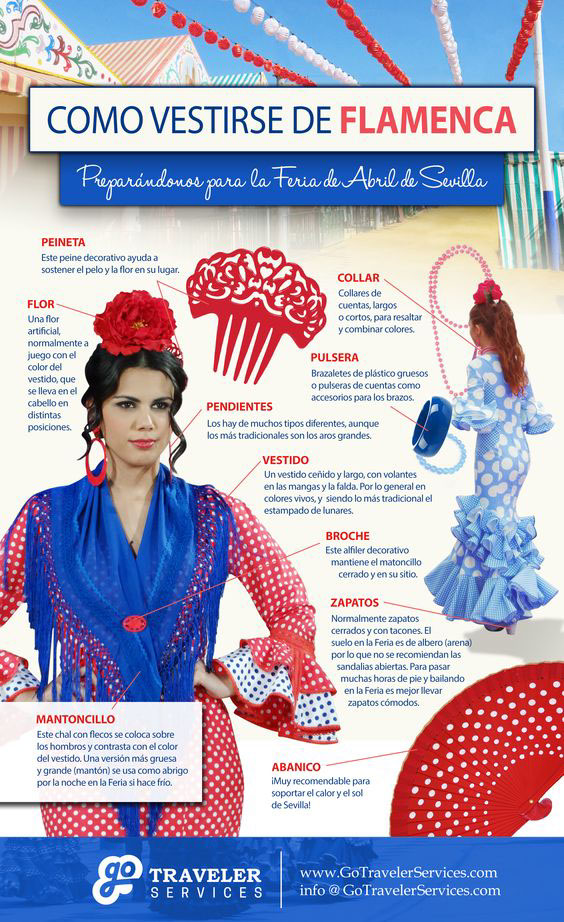 COMO VESTIRSE DE FLAMENCA
Preparándonos para la Feria de Abril de Sevilla
PEINETA
Este peine decorativo ayuda a
sostener el pelo y la flor en su lugar.
FLOR
Una flor
artificial,
normalmente a
juego con el
color del
vestido, que
se lleva en el
cabello en
distintas
posiciones.
COLLAR
Collares de
cuentas, largos
o cortos, para resaltar
y combinar colores.
PULSERA
Brazaletes de plástico gruesos
o pulseras de cuentas como
accesorios para los brazos.
PENDIENTES
Los hay de muchos tipos diferentes, aunque
los más tradicionales son los aros grandes.
VESTIDO
Un vestido ceñido y largo, con volantes
en las mangas y la falda. Por lo general en
colores vivos, y siendo lo más tradicional el
estampado de lunares.
BROCHE
Este alfiler decorativo
mantiene el matoncillo
cerrado y en su sitio.
ZAPATOS
Normalmente zapatos
cerrados y con tacones. El
suelo en la Feria es de albero (arena)
por lo que no se recomiendan las
sandalias abiertas. Para pasar
muchas horas de pie y bailando
en la Feria es mejor llevar
zapatos cómodos.
MANTONCILLO
Este chal con flecos se coloca sobre
los hombros y contrasta con el color
del vestido. Una versión más gruesa
y grande (mantón) se usa como abrigo
por la noche en la Feria si hace frío.
ABANICO
¡Muy recomendable para
soportar el calor y el sol
de Sevilla!
go TRAVELER
SERVICES
www.GoTravelerServices.com
info @ GoTravelerServices.com